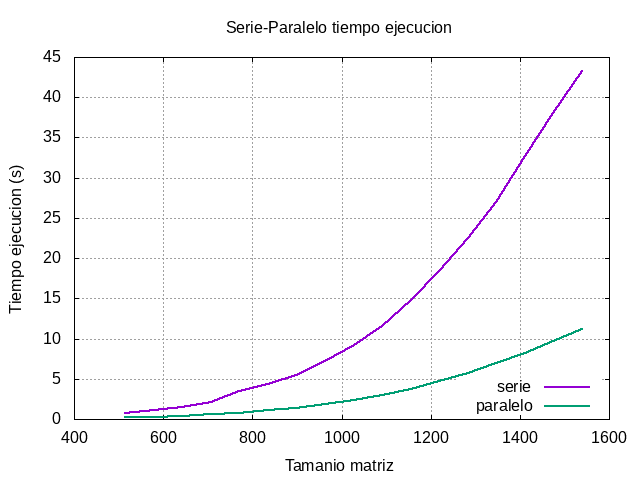 Serie-Paralelo tiempo ejecucion
45
40
35
30
25
20
15
10
5
0
Tiempo ejecucion (s)
serie
paralelo
400 600 800 1000 1200 1400 1600
Tamanio matriz